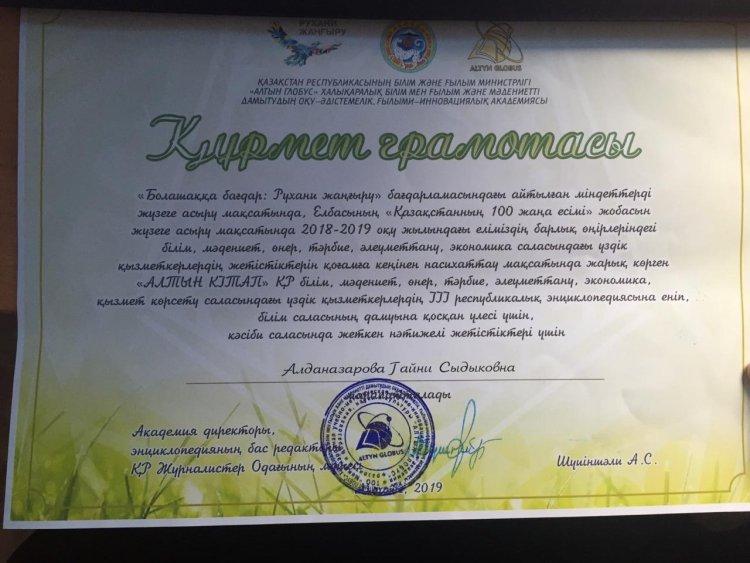 РУХАНИ
ЖАҢҒЫРУ
ALTYN GLOBUS
ҚАЗАҚСТАН РЕСПУБЛИКАСЫНЫҢ БІЛІМ ЖӘНЕ ҒЫЛЫМ МИНИСТРЛІГІ
«АЛТЫН ГЛОБУС» ХАЛЫҚАРАЛЫҚ БІЛІМ МЕН ҒЫЛЫМ ЖӘНЕ МӘДЕНИЕТТІ
ДАМЫТУДЫҢ ОҚУ-ӘДІСТЕМЕЛІК, ҒЫЛЫМИ-ИННОВАЦИЯЛЫҚ АКАДЕМИЯСЫ
Құрмет грамотасы
«Болашаққа бағдар: Рухани жаңғыру» бағдарламасындағы айтылған міндеттерді
жүзеге асыру мақсатында, Елбасының «Қазақстанның 100 жаңа есімі» жобасын
жүзеге асыру мақсатында 2018-2019 оқу жылындағы еліміздің барлық өңірлеріндегі
білім, мәдениет, өнер, тәрбие, әлеуметтану, экономика саласындағы үздік
қызметкерлердің жетістіктерін қоғамға кеңінен насихаттау мақсатында жарық көрген
«АЛТЫН КІТАП» ҚР білім, мәдениет, өнер, тәрбие, әлеуметтану, экономика,
қызмет көрсету саласындағы үздік қызметкерлердің III республикалық энциклопедиясына еніп,
білім саласының дамуына қосқан үлесі үшін,
кәсіби саласында жеткен нәтижелі жетістіктері үшін
Алданазарова Гайни Сыдыковна
Академия директоры,
энциклопедияның бас редакторы
ҚР Журналистер Одағының мүшесі
Шүіншәлі А.С.
ALTYN GLOBUS
2019